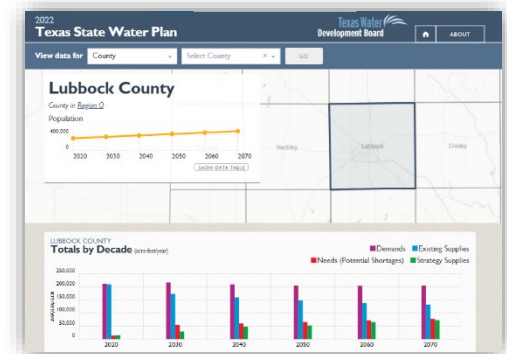 2022
Texas State Water Plan
Texas Water
Development Board
ABOUT
View data for County Select County × GO
Lubbock County
County in Region O
Population
400,000
0
2020 2030 2040 2050 2060 2070
SHOW DATA TABLE
Hockley Lubbock Crosby
LUBBOCK COUNTY
Totals by Decade (acre-feet/year)
Demands Existing Supplies
Needs (Potential Shortages) Strategy Supplies
250,000
200,000
150,000
100,000
50,000
0
acre-feet/year
2020 2030 2040 2050 2060 2070